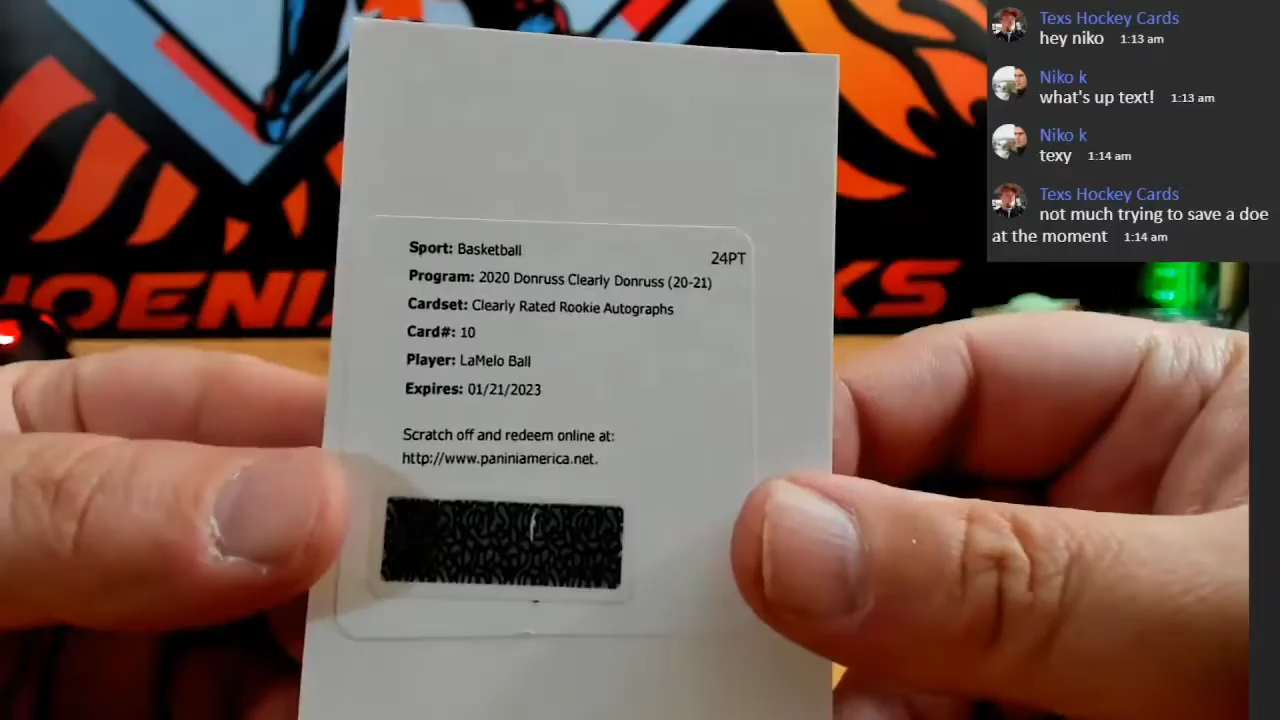 Texs Hockey Cards
hey niko 1:13 am
Niko k
what's up text! 1:13 am
Niko k
texy 1:14 am
Texs Hockey Cards
not much trying to save a doe
at the moment 1:14 am
Sport: Basketball
24PT
Program: 2020 Donruss Clearly Donruss (20-21)
Cardset: Clearly Rated Rookie Autographs
Card#: 10
Player: LaMelo Ball
Expires: 01/21/2023
Scratch off and redeem online at:
http://www.paniniamerica.net.